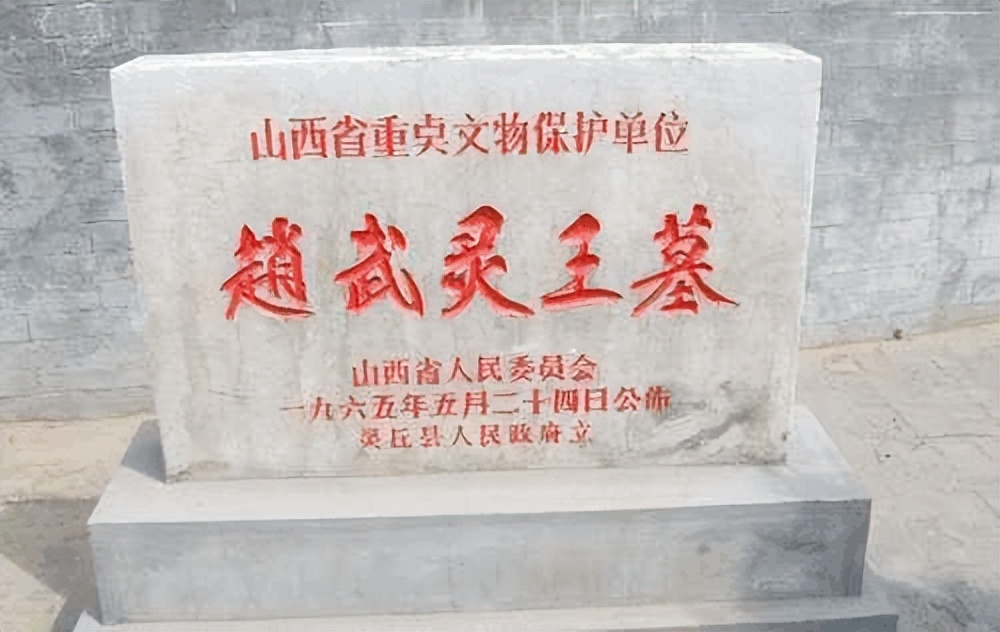 山西省重点文物保护单位
趙武灵王墓
山西省人民委员会
一九六五年五月二十四日公佈
灵丘县人民政府立